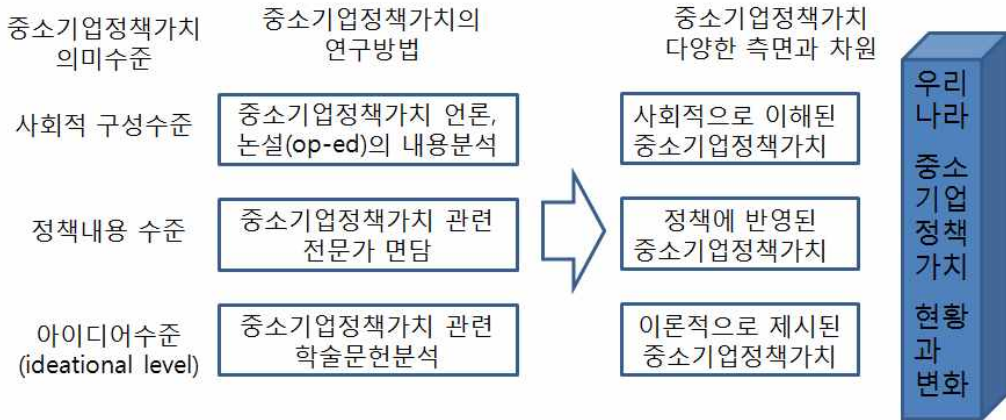 중소기업정책가치
의미수준
중소기업정책가치의
연구방법
중소기업정책가치
다양한 측면과 차원
사회적 구성수준
중소기업정책가치 언론,
논설(op-ed)의 내용분석
사회적으로 이해된
중소기업정책가치
정책내용 수준
중소기업정책가치 관련
전문가 면담
정책에 반영된
중소기업정책가치
아이디어수준
(ideational level)
중소기업정책가치 관련
학술문헌분석
이론적으로 제시된
중소기업정책가치
우리
나라
중소
기업
정책
가치
현황
과
변화